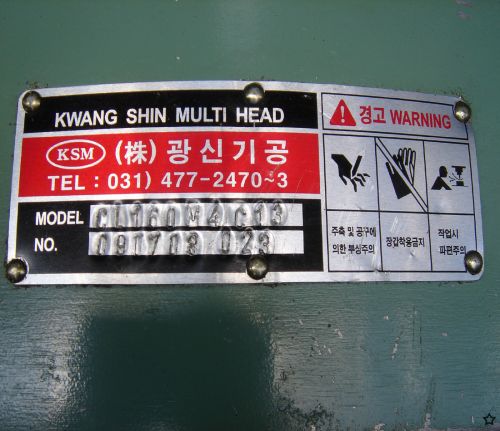 KWANG SHIN MULTI HEAD
KSM (株) 광신기공
TEL : 031) 477-2470~3
MODEL
NO.
경고 WARNING
주축 및 공구에
의한 부상주의
장갑착용금지
작업시
파편주의